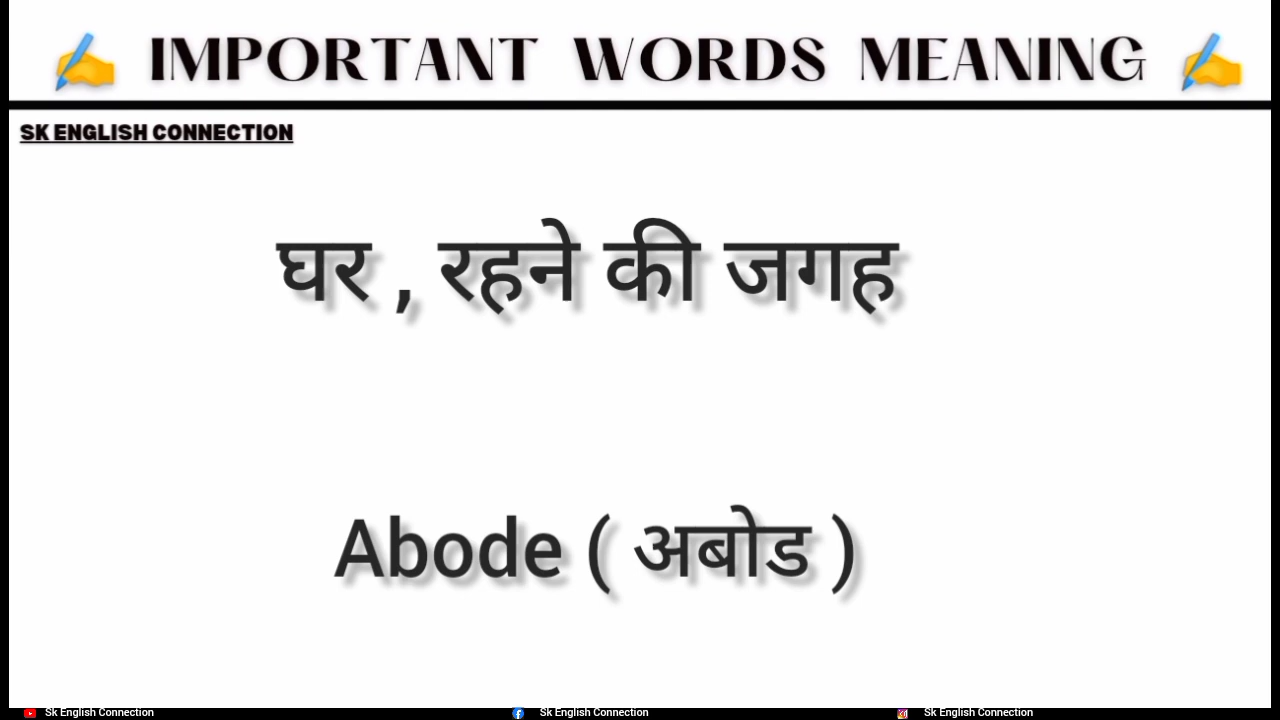 ✍️ IMPORTANT WORDS MEANING ✍️
SK ENGLISH CONNECTION
घर , रहने की जगह
Abode ( अबोड )
Sk English Connection Sk English Connection Sk English Connection